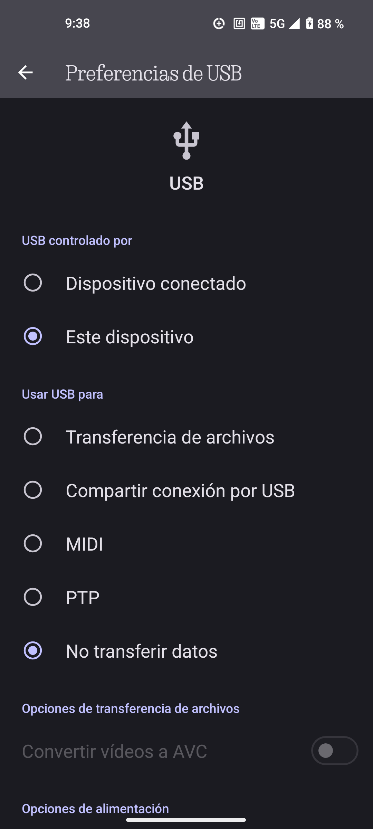 9:38 Vo LTE 5G 88 %
Preferencias de USB
USB
USB controlado por
Dispositivo conectado
Este dispositivo
Usar USB para
Transferencia de archivos
Compartir conexión por USB
MIDI
PTP
No transferir datos
Opciones de transferencia de archivos
Convertir vídeos a AVC
Opciones de alimentación